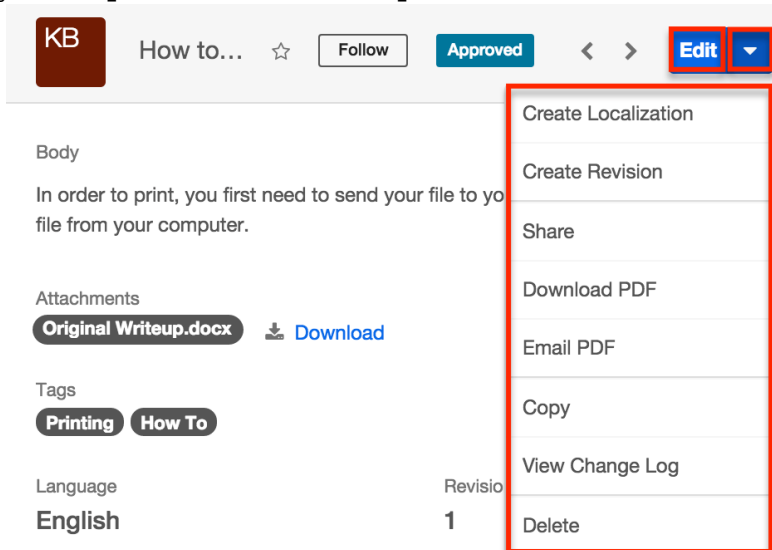 KB
How to...
Follow
Approved
Edit
Create Localization
Create Revision
Share
Download PDF
Email PDF
Copy
View Change Log
Delete
Body
In order to print, you first need to send your file to yo
file from your computer.
Attachments
Original Writeup.docx
Download
Tags
Printing How To
Language
Revisio
English
1